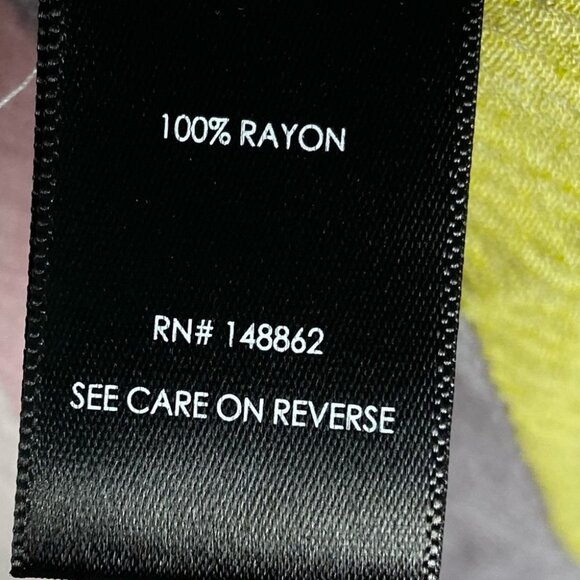 100% RAYON
RN# 148862
SEE CARE ON REVERSE